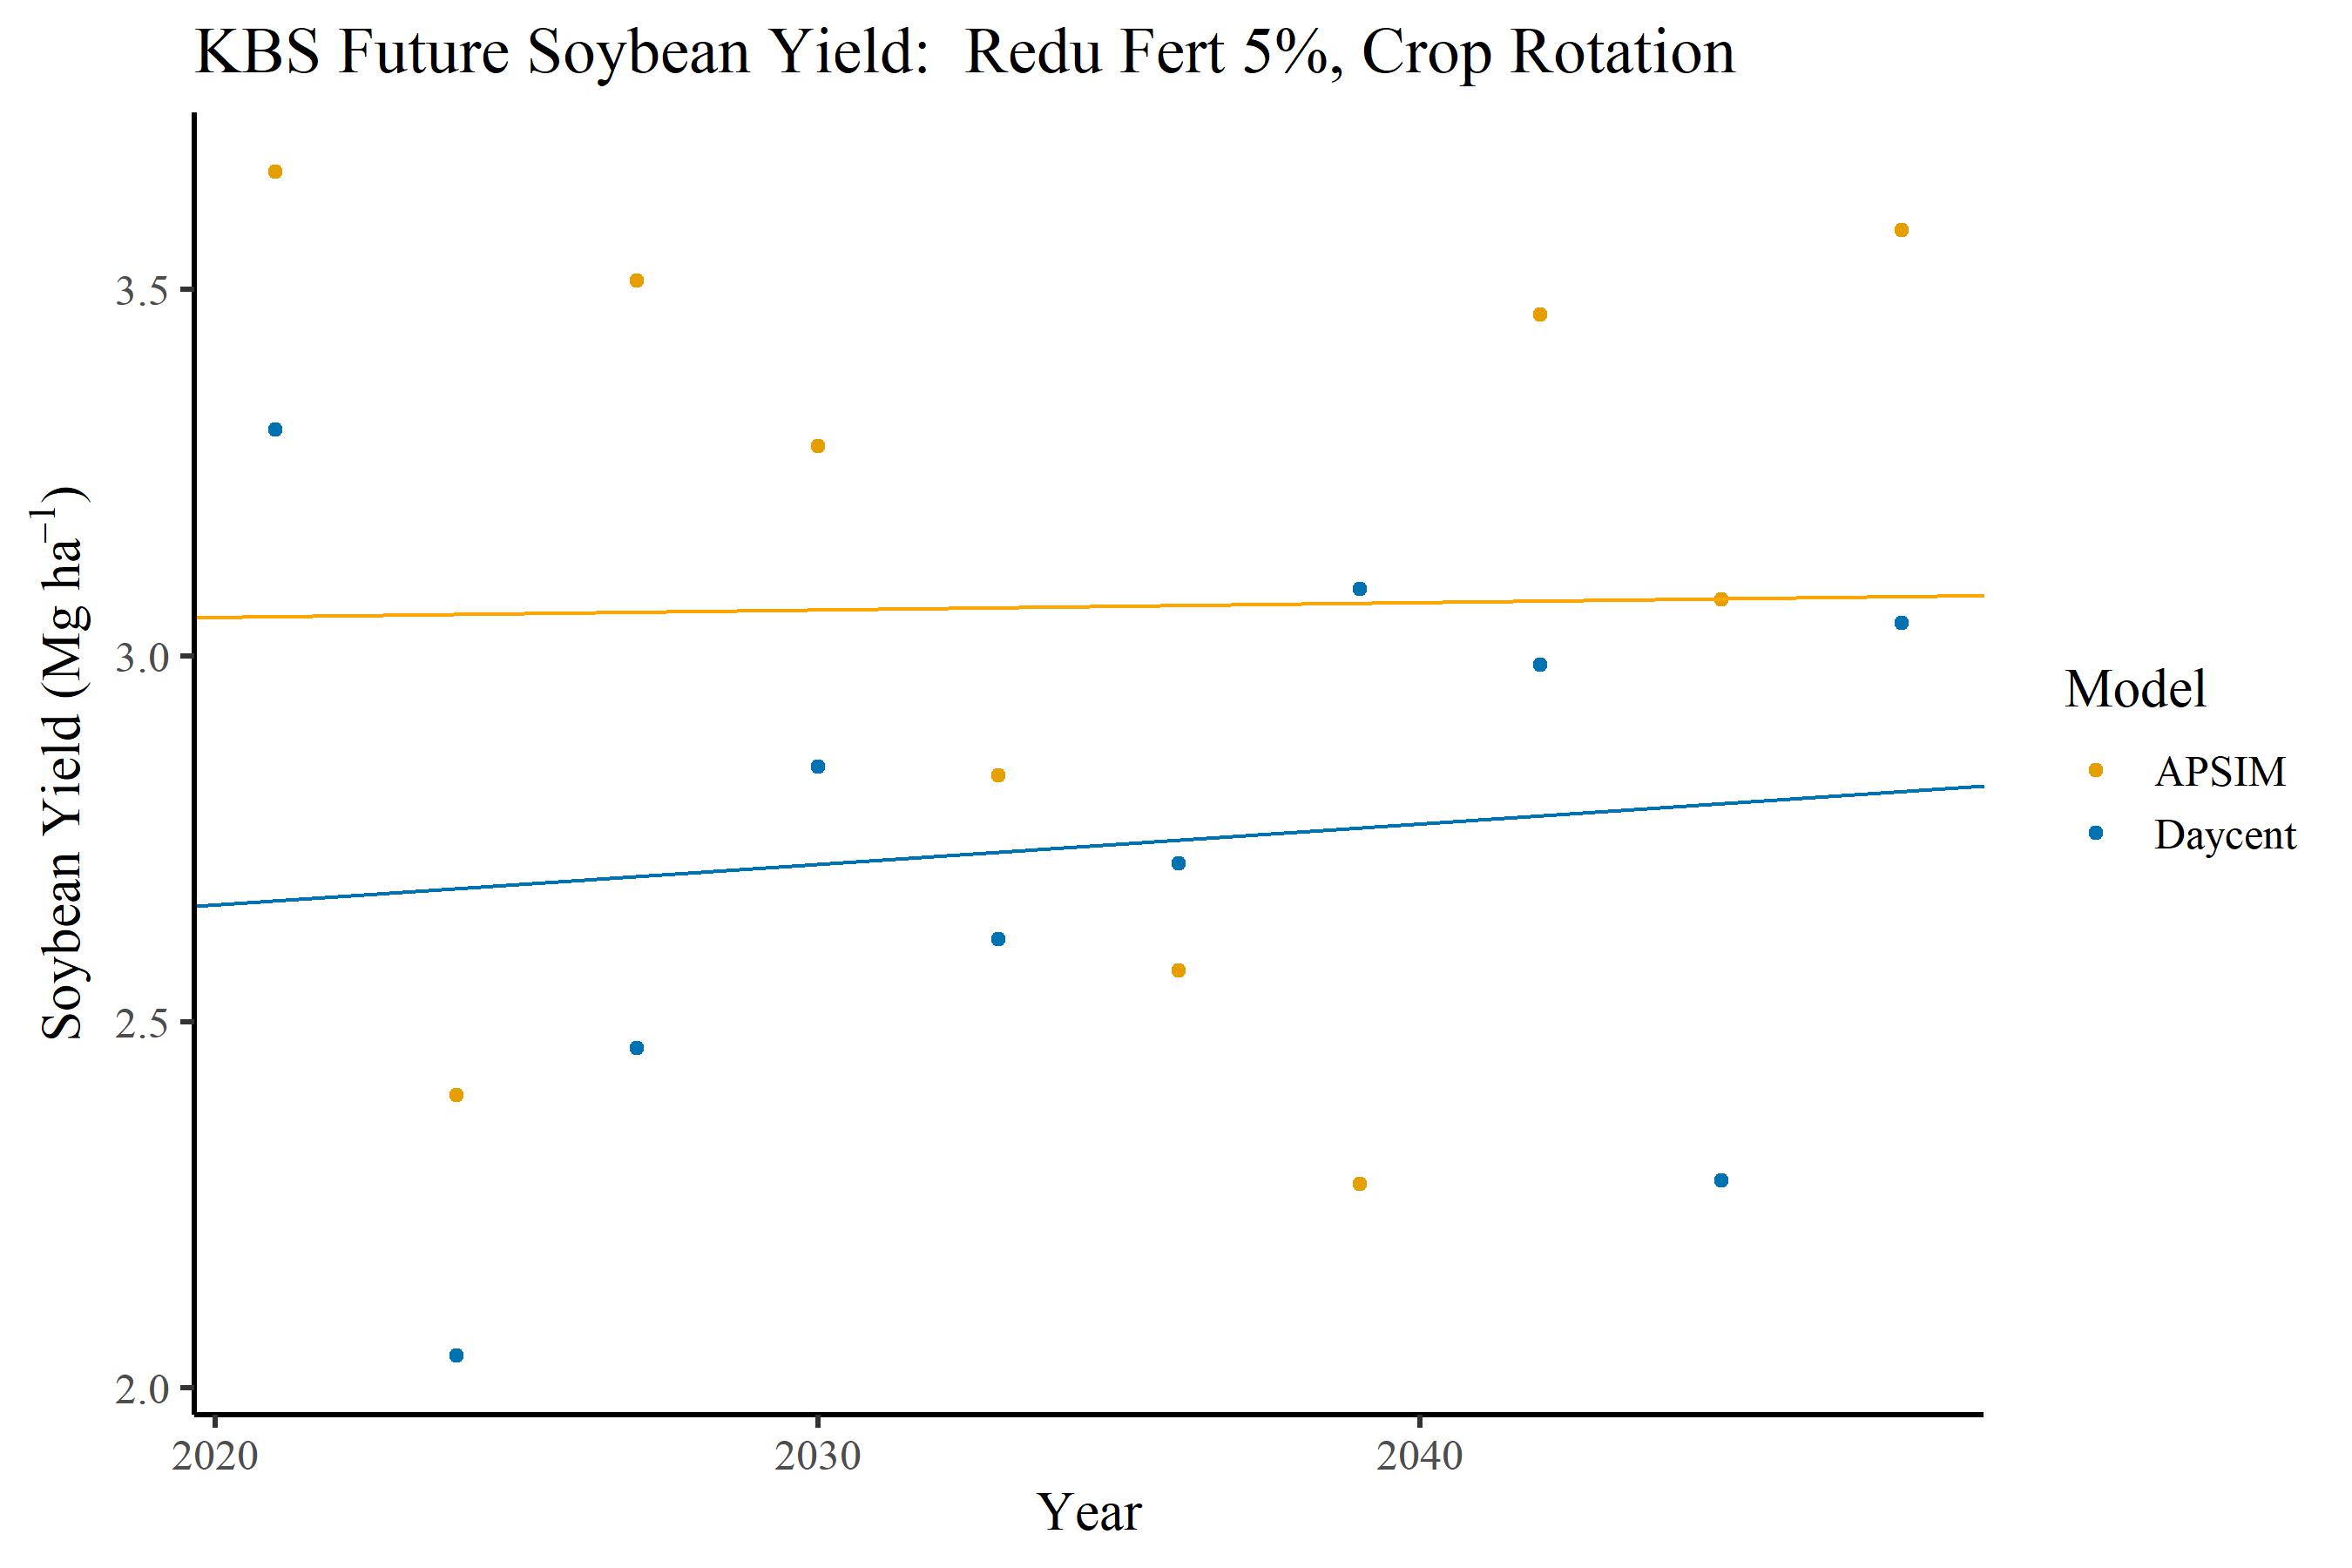 KBS Future Soybean Yield:  Redu Fert 5%, Crop Rotation
Soybean Yield (Mg ha⁻¹)
3.5
3.0
2.5
2.0
2020
2030
2040
Year
Model
APSIM
Daycent